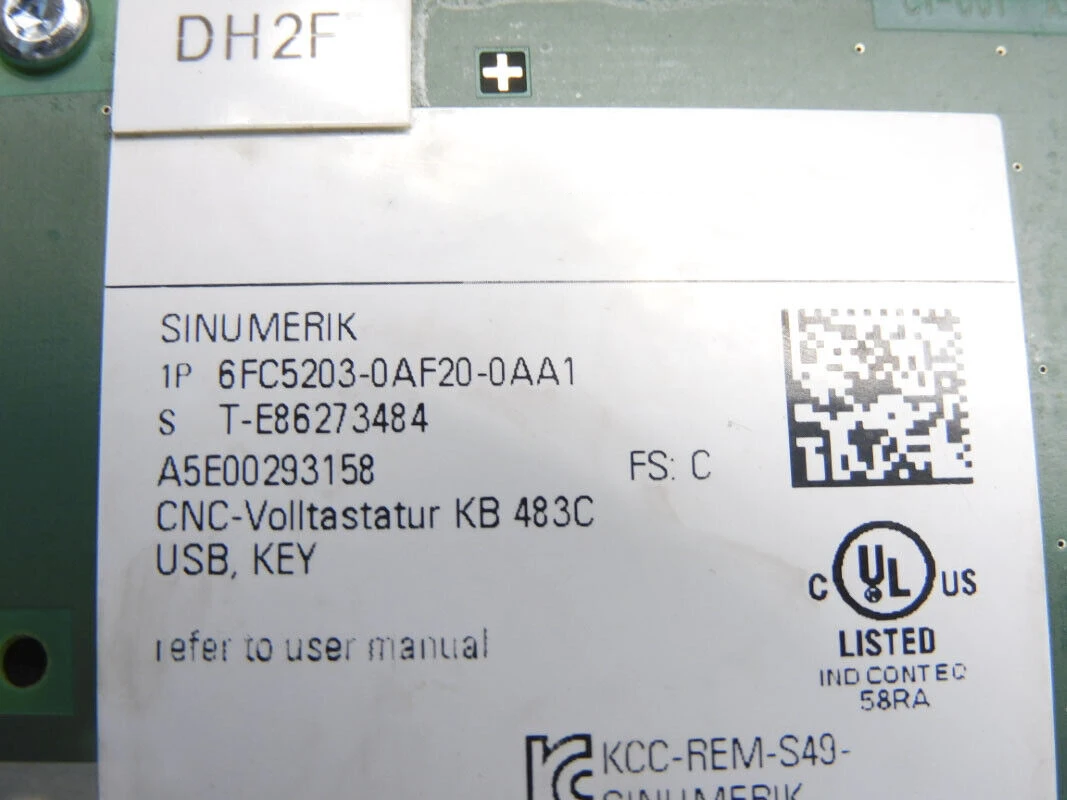 DH2F
SINUMERIK
1P 6FC5203-0AF20-0AA1
S T-E86273484
A5E00293158 FS: C
CNC-Volltastatur KB 483C
USB, KEY
refer to user manual
C UL US
LISTED
IND CONT EQ
58RA
KCC-REM-S49-
SINUMERIK